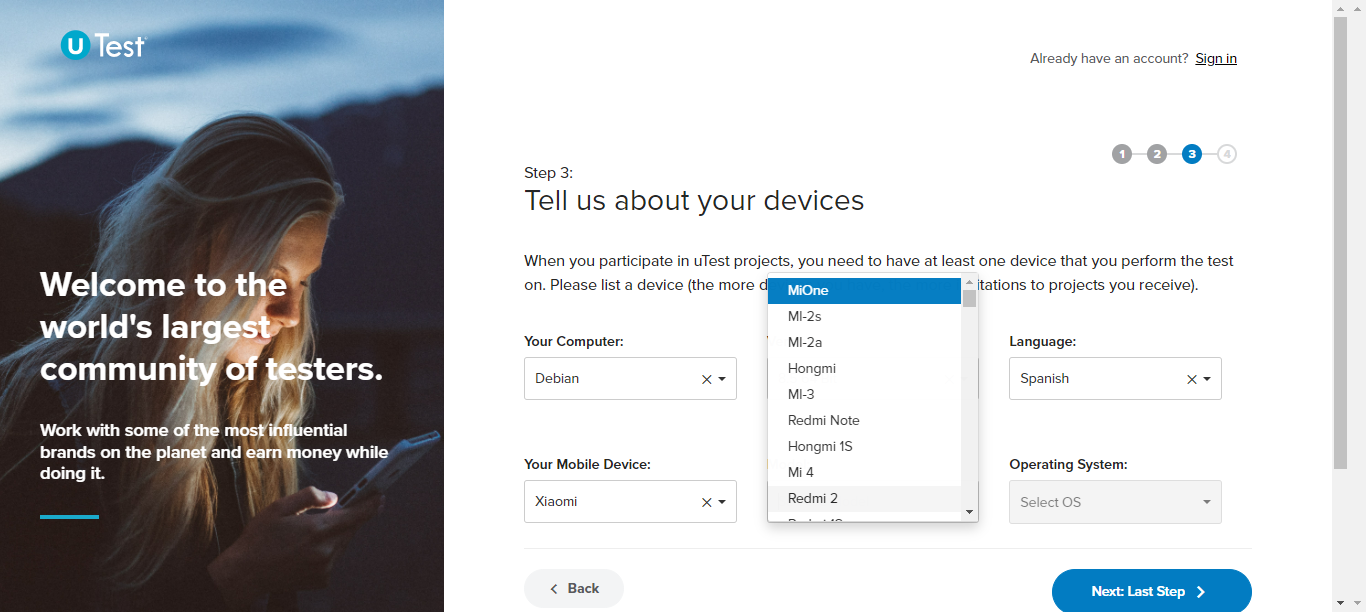 uTest
Welcome to the
world's largest
community of testers.
Work with some of the most influential
brands on the planet and earn money while
doing it.
Already have an account? Sign in
1 2 3 4
Step 3:
Tell us about your devices
When you participate in uTest projects, you need to have at least one device that you perform the test
on. Please list a device (the more d
itations to projects you receive).
Your Computer:
Debian
Language:
Spanish
MiOne
MI-2s
MI-2a
Hongmi
MI-3
Redmi Note
Hongmi 1S
Mi 4
Redmi 2
Your Mobile Device:
Xiaomi
Operating System:
Select OS
Back
Next: Last Step